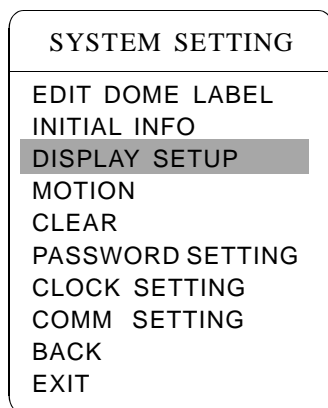 SYSTEM SETTING
EDIT DOME LABEL
INITIAL INFO
DISPLAY SETUP
MOTION
CLEAR
PASSWORD SETTING
CLOCK SETTING
COMM SETTING
BACK
EXIT